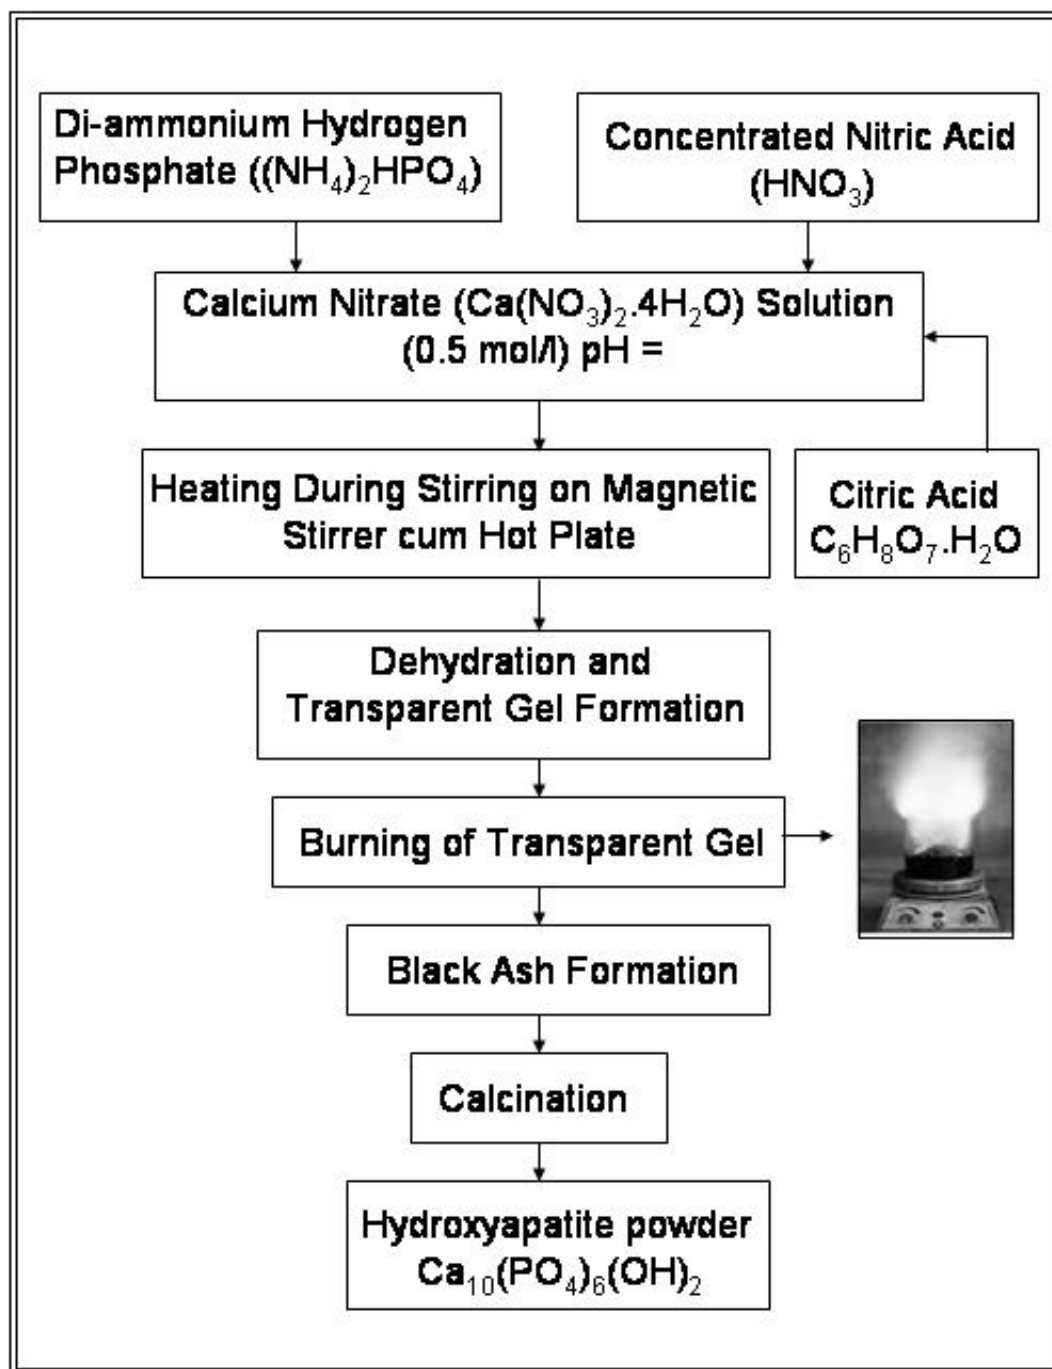 Di-ammonium Hydrogen
Phosphate ((NH₄)₂HPO₄)
Concentrated Nitric Acid
(HNO₃)
Calcium Nitrate (Ca(NO₃)₂.4H₂O) Solution
(0.5 mol/l) pH =
Heating During Stirring on Magnetic
Stirrer cum Hot Plate
Citric Acid
C₆H₈O₇.H₂O
Dehydration and
Transparent Gel Formation
Burning of Transparent Gel
Black Ash Formation
Calcination
Hydroxyapatite powder
Ca₁₀(PO₄)₆(OH)₂